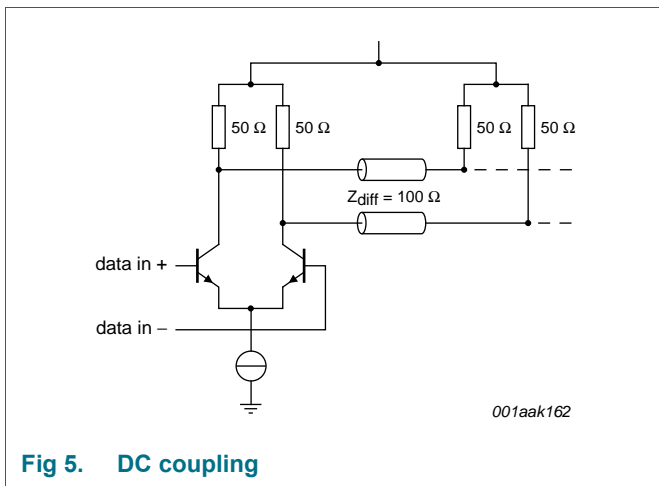 50 Ω 50 Ω 50 Ω 50 Ω
Zdiff = 100 Ω
data in +
data in −
001aak162
Fig 5. DC coupling